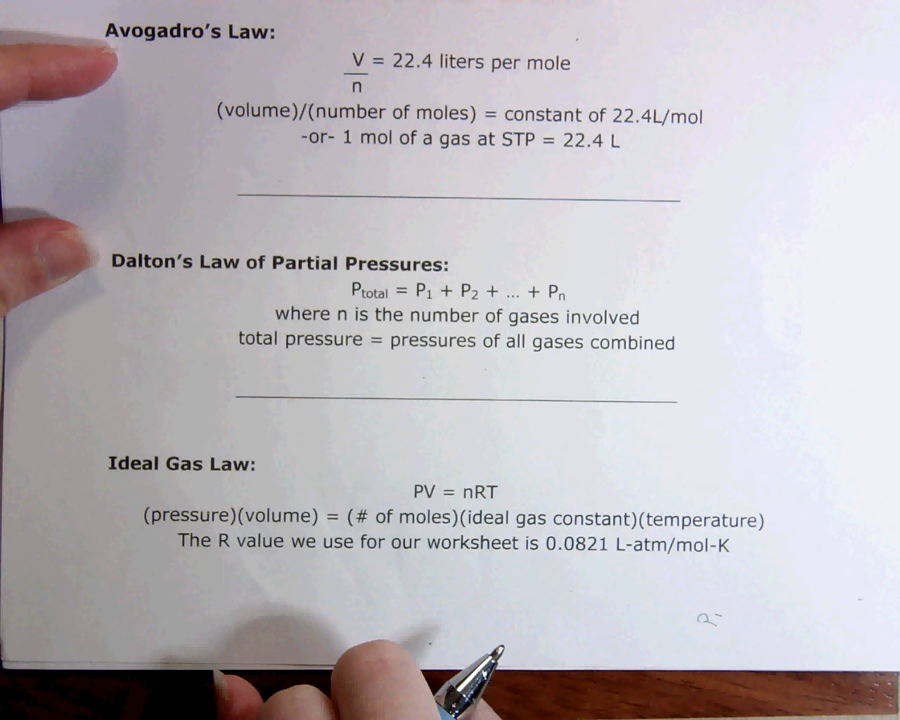 Avogadro's Law:
V = 22.4 liters per mole
n
(volume)/(number of moles) = constant of 22.4L/mol
-or- 1 mol of a gas at STP = 22.4 L
Dalton's Law of Partial Pressures:
Ptotal = P1 + P2 + ... + Pn
where n is the number of gases involved
total pressure = pressures of all gases combined
Ideal Gas Law:
PV = nRT
(pressure)(volume) = (# of moles)(ideal gas constant)(temperature)
The R value we use for our worksheet is 0.0821 L-atm/mol-K